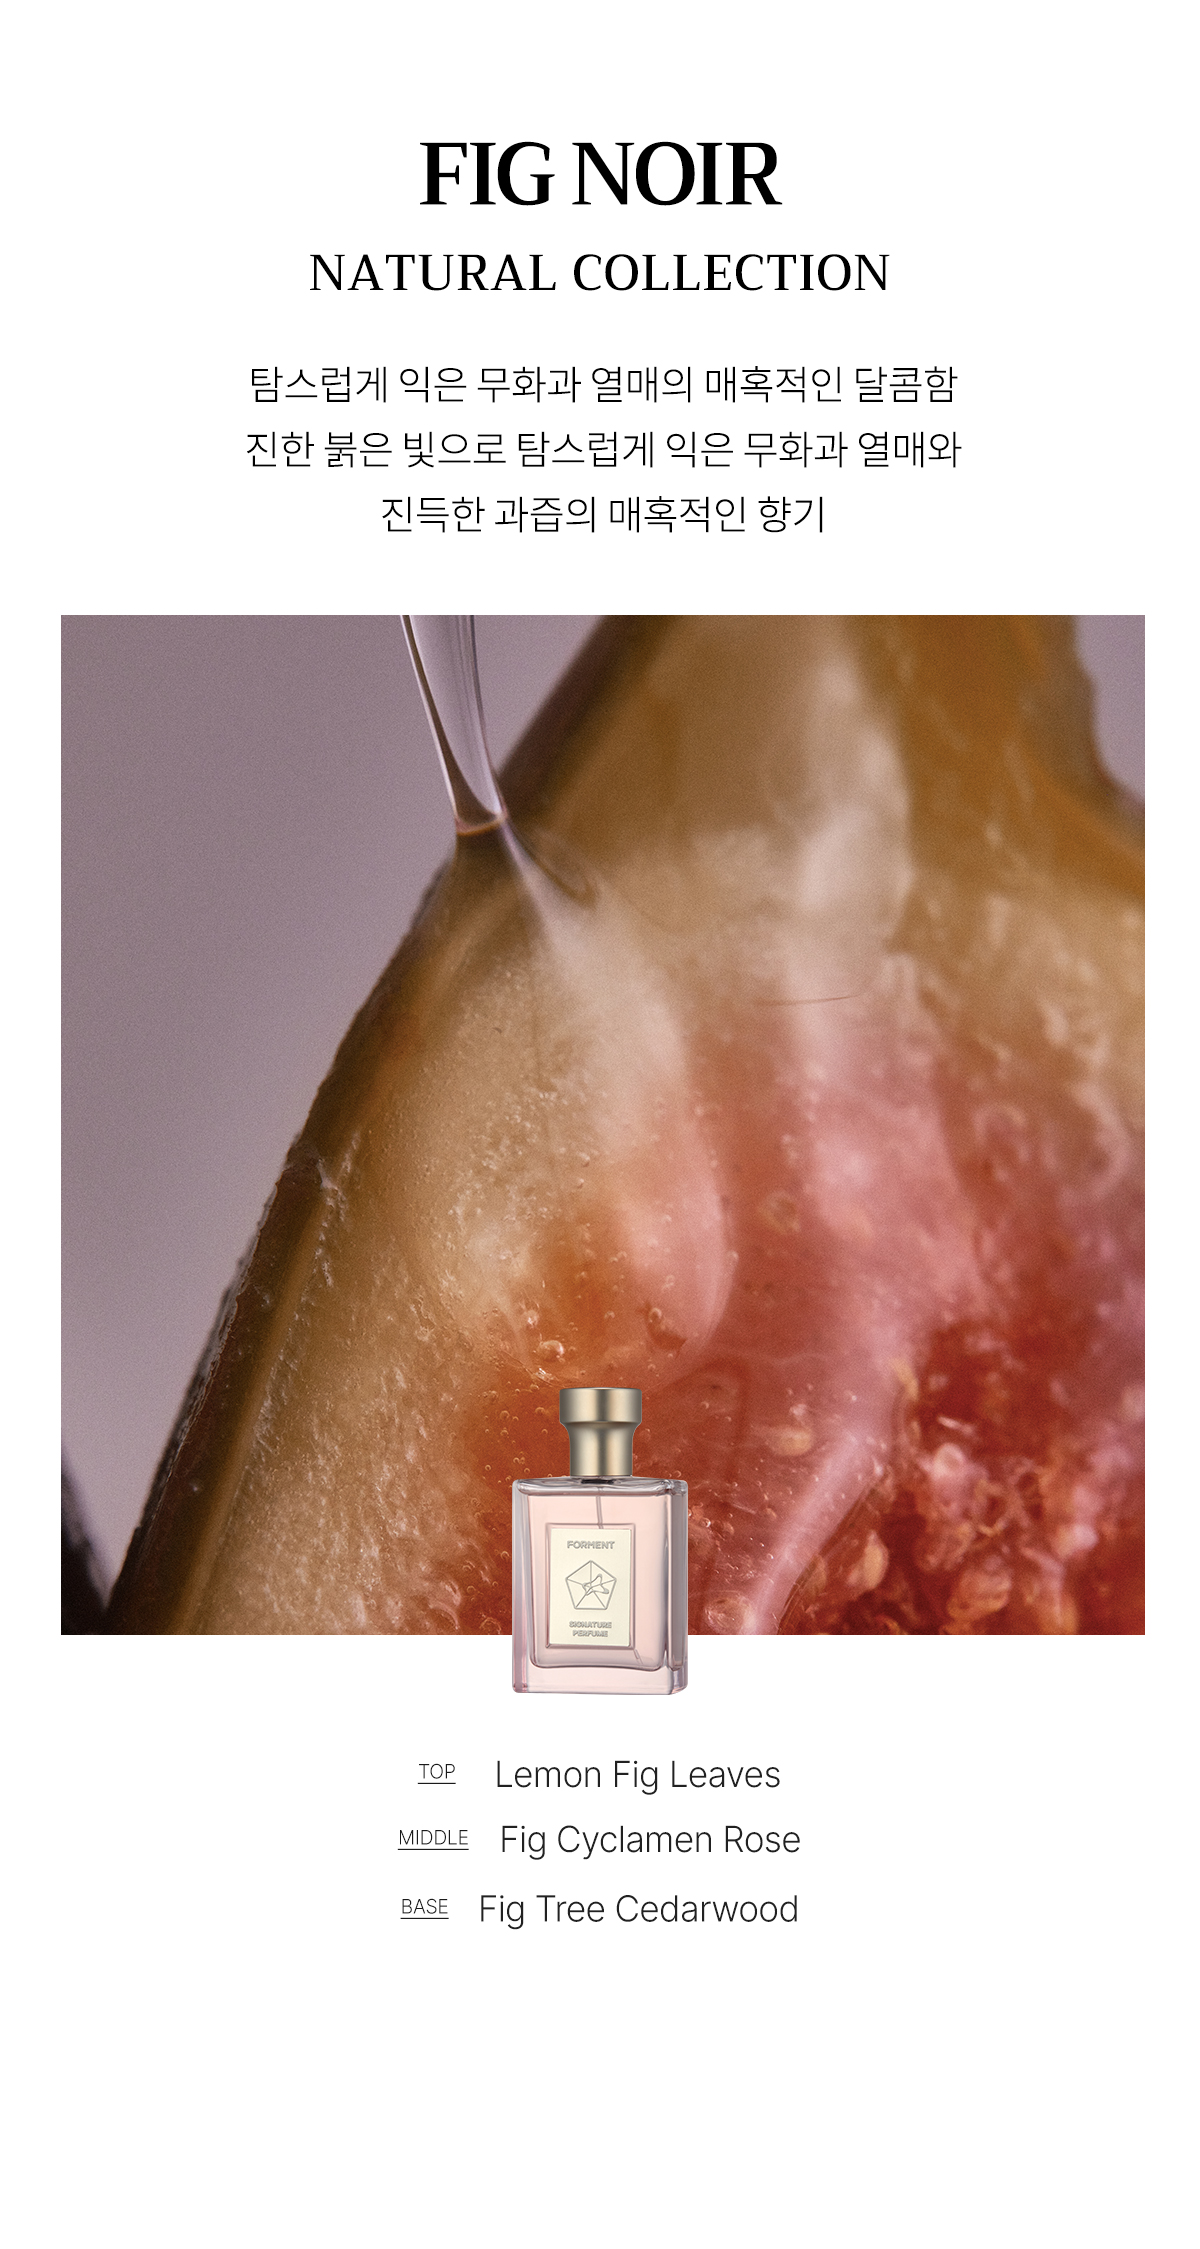 FIG NOIR
NATURAL COLLECTION
탐스럽게 익은 무화과 열매의 매혹적인 달콤함
진한 붉은 빛으로 탐스럽게 익은 무화과 열매와
진득한 과즙의 매혹적인 향기
FORMENT
SIGNATURE
PERFUME
TOP Lemon Fig Leaves
MIDDLE Fig Cyclamen Rose
BASE Fig Tree Cedarwood